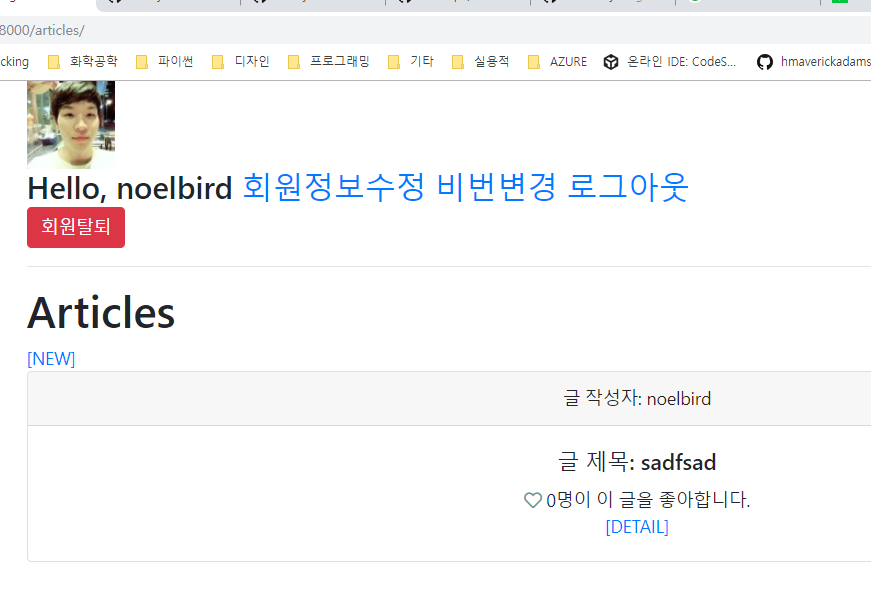 8000/articles/
cking 화학공학 파이썬 디자인 프로그래밍 기타 실용적 AZURE 온라인 IDE: CodeS... hmaverickadams
Hello, noelbird 회원정보수정 비번변경 로그아웃
회원탈퇴
Articles
[NEW]
글 작성자: noelbird
글 제목: sadfsad
0명이 이 글을 좋아합니다.
[DETAIL]